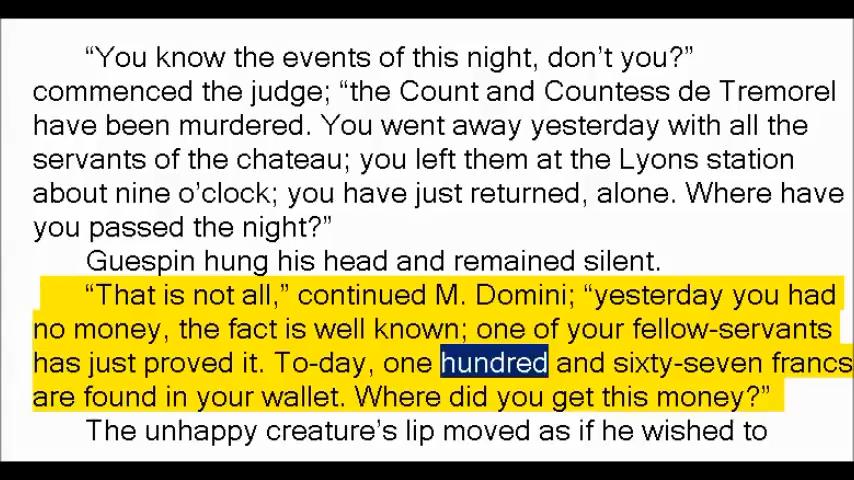 “You know the events of this night, don’t you?”
commenced the judge; “the Count and Countess de Tremorel
have been murdered. You went away yesterday with all the
servants of the chateau; you left them at the Lyons station
about nine o’clock; you have just returned, alone. Where have
you passed the night?”
Guespin hung his head and remained silent.
“That is not all,” continued M. Domini; “yesterday you had
no money, the fact is well known; one of your fellow-servants
has just proved it. To-day, one hundred and sixty-seven francs
are found in your wallet. Where did you get this money?”
The unhappy creature’s lip moved as if he wished to